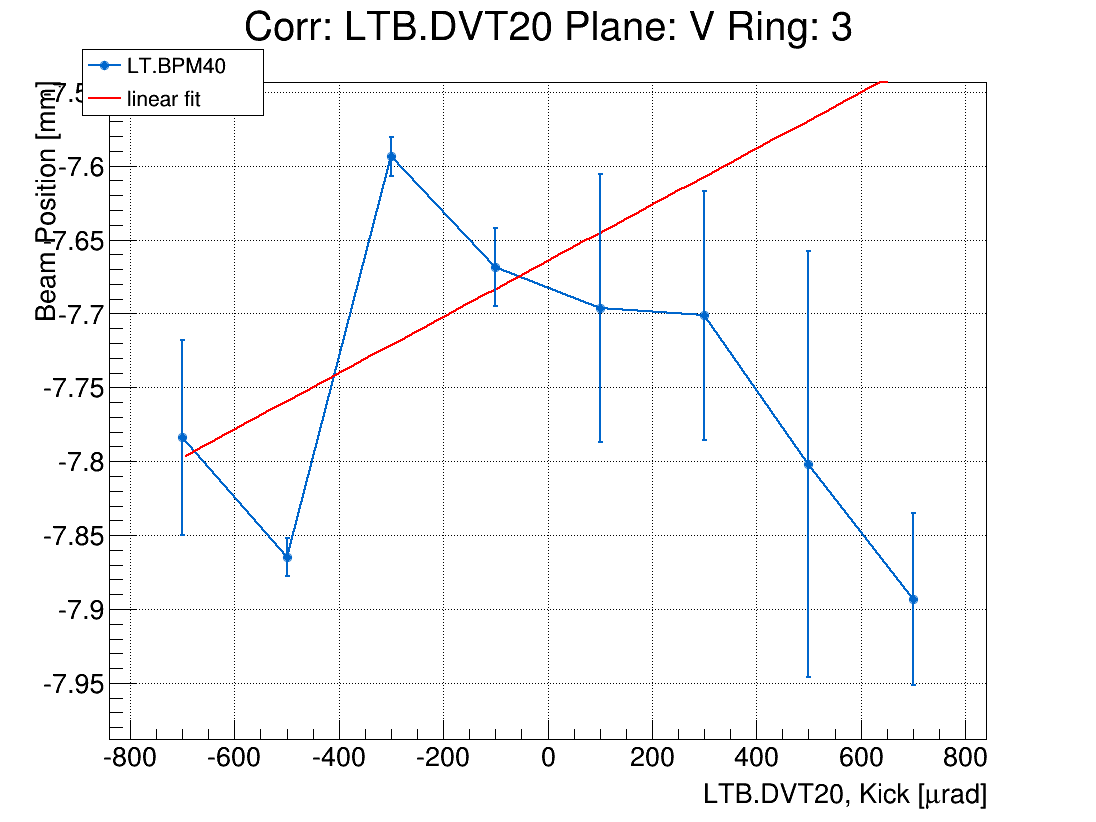 Corr: LTB.DVT20 Plane: V Ring: 3
LT.BPM40
linear fit
Beam Position [mm]
-7.6
-7.65
-7.7
-7.75
-7.8
-7.85
-7.9
-7.95
-800 -600 -400 -200 0 200 400 600 800
LTB.DVT20, Kick [μrad]